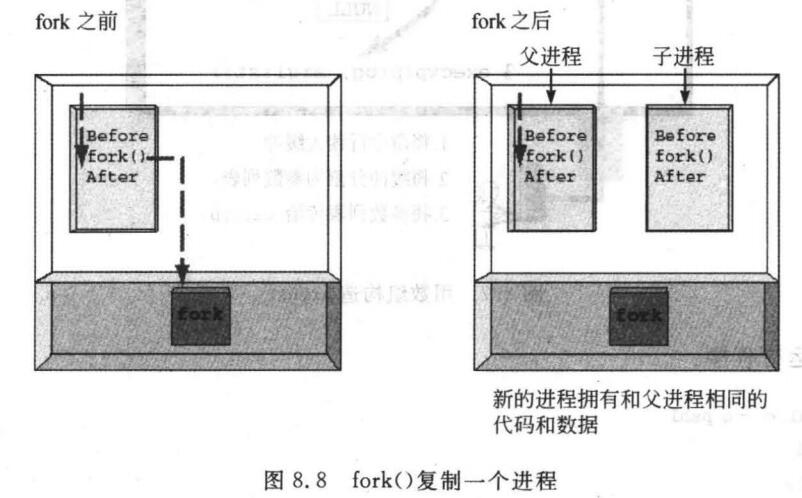 fork 之前
fork 之后
父进程
子进程
Before
fork()
After
Before
fork()
After
Before
fork()
After
fork
fork
新的进程拥有和父进程相同的
代码和数据
图 8.8 fork()复制一个进程